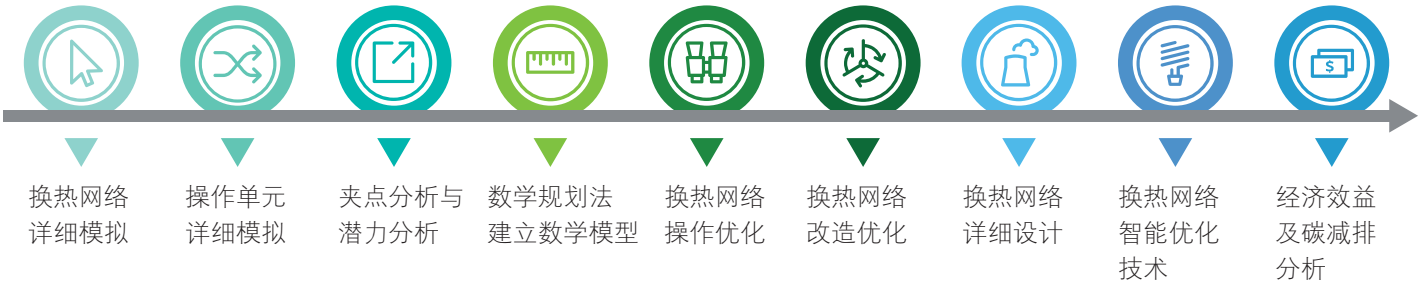 $
换热网络
详细模拟
操作单元
详细模拟
夹点分析与
潜力分析
数学规划法
建立数学模型
换热网络
操作优化
换热网络
改造优化
换热网络
详细设计
换热网络
智能优化
技术
经济效益
及碳减排
分析